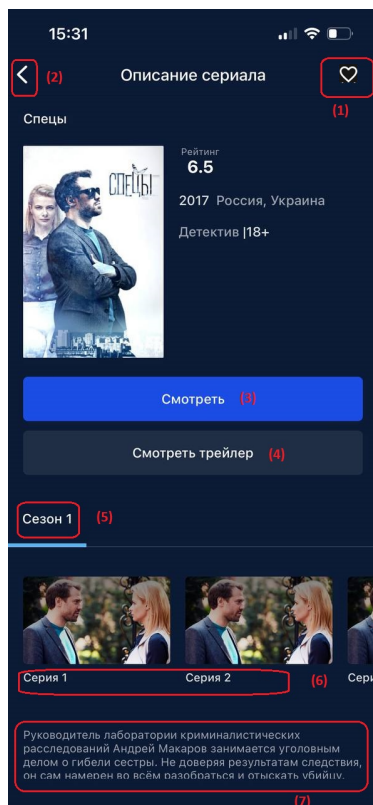 15:31
(2)
Описание сериала
(1)
Спецы
СПЕЦЫ
Рейтинг
6.5
2017 Россия, Украина
Детектив |18+
Смотреть (3)
Смотреть трейлер (4)
Сезон 1 (5)
Серия 1
Серия 2
(6)
Сери
Руководитель лаборатории криминалистических
расследований Андрей Макаров занимается уголовным
делом о гибели сестры. Не доверяя результатам следствия,
он сам намерен во всём разобраться и отыскать убийцу.
(7)